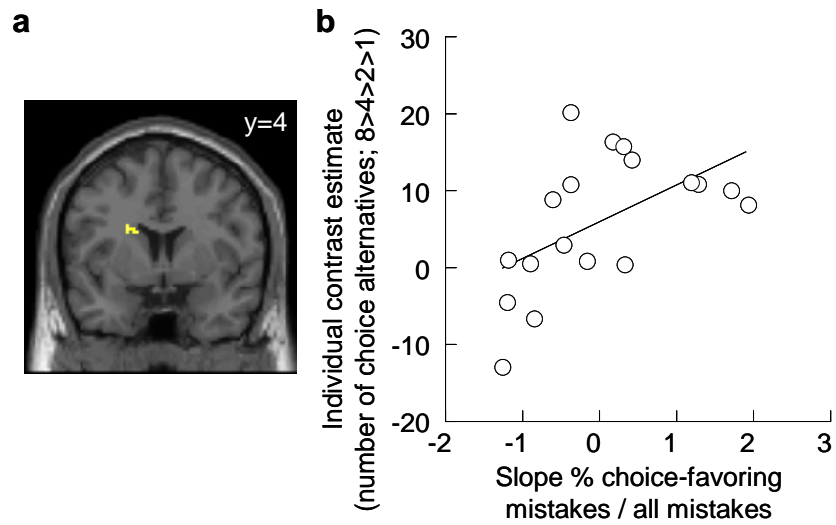 a
y=4
b
Individual contrast estimate
(number of choice alternatives; 8>4>2>1)
30
20
10
0
-10
-20
-2
-1
0
1
2
3
Slope % choice-favoring
mistakes / all mistakes